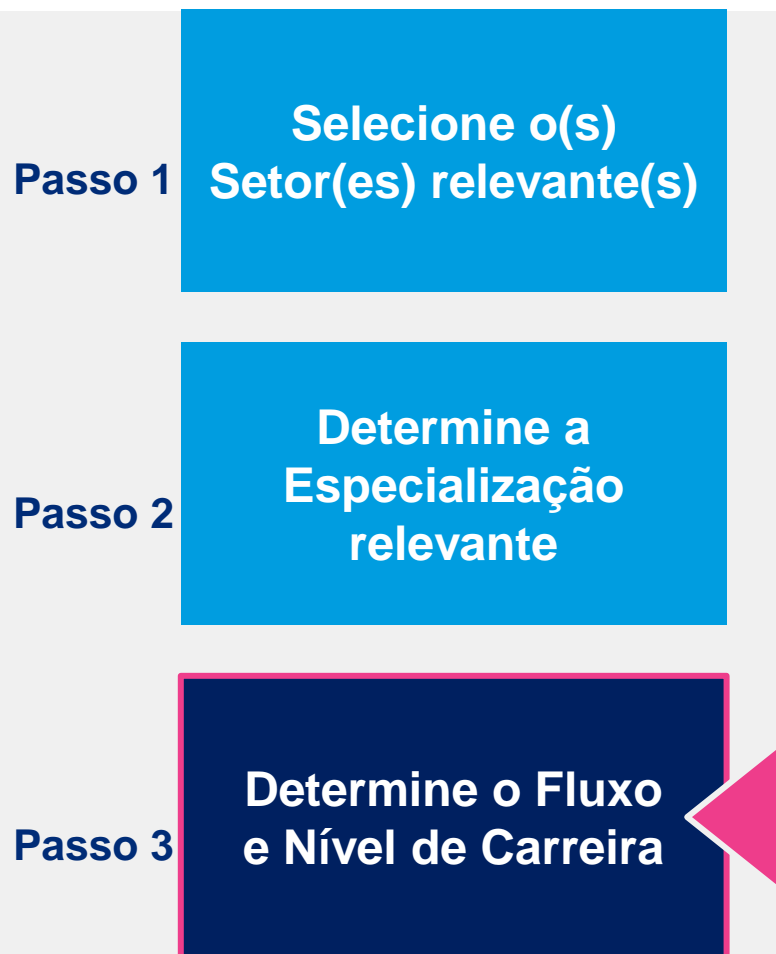 Passo 1
Selecione o(s)
Setor(es) relevante(s)
Passo 2
Determine a
Especialização
relevante
Passo 3
Determine o Fluxo
e Nível de Carreira